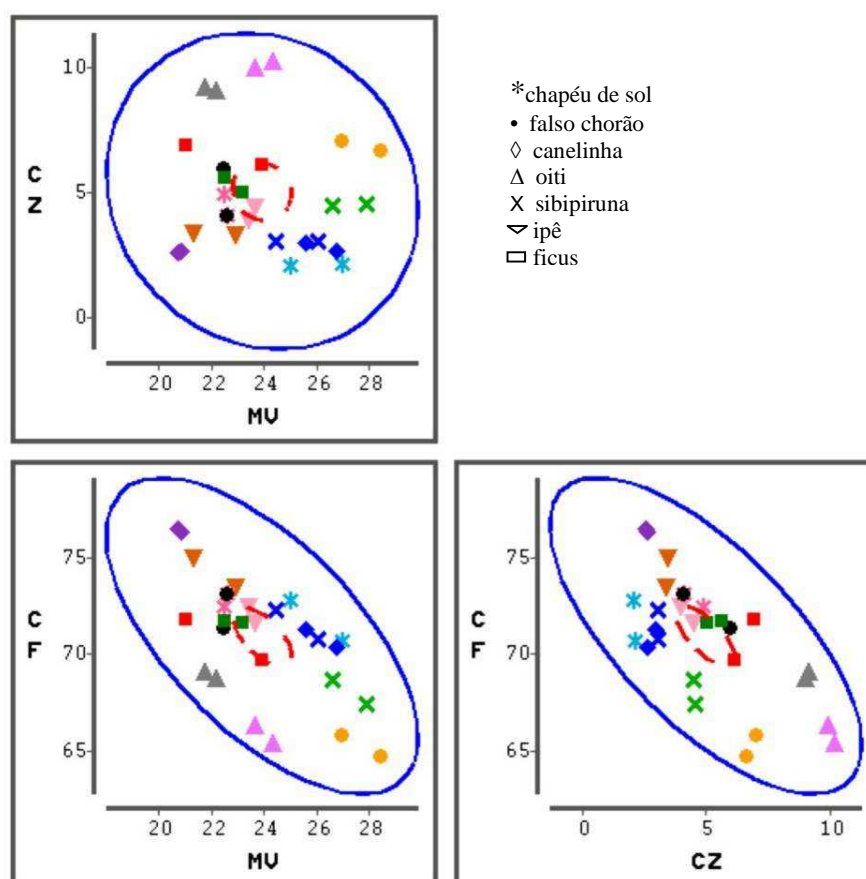 10
5
0
C
Z
20 22 24 26 28
MV
*chapéu de sol
• falso chorão
◊ canelinha
Δ oiti
X sibipiruna
ipê
ficus
75
70
65
C
F
20 22 24 26 28
MV
75
70
65
C
F
0 5 10
CZ